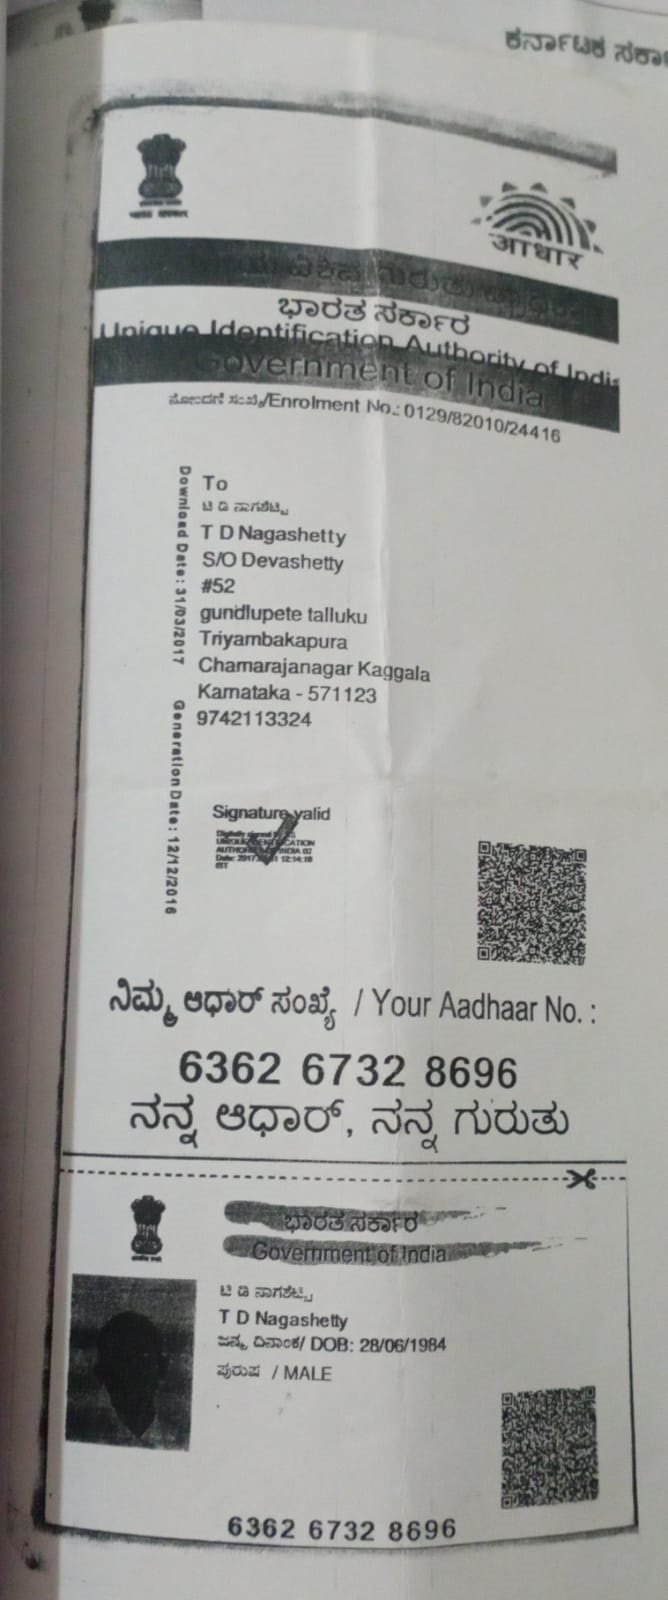 ಕರ್ನಾಟಕ
आधार
ಭಾರತ ಸರ್ಕಾರ
Unique Identification Authority of India
Government of India
ನೋಂದಣಿ ಸಂಖ್ಯೆ/Enrolment No.: 0129/82010/24416
To
ಟಿ ಡಿ ನಾಗಶೆಟ್ಟಿ
T D Nagashetty
S/O Devashetty
#52
gundlupete talluku
Triyambakapura
Chamarajanagar Kaggala
Karnataka - 571123
9742113324
Download Date: 31/03/2017
Generation Date: 12/12/2016
Signature valid
ನಿಮ್ಮ ಆಧಾರ್ ಸಂಖ್ಯೆ / Your Aadhaar No. :
6362 6732 8696
ನನ್ನ ಆಧಾರ್, ನನ್ನ ಗುರುತು
ಭಾರತ ಸರ್ಕಾರ
Government of India
ಟಿ ಡಿ ನಾಗಶೆಟ್ಟಿ
T D Nagashetty
ಜನ್ಮ ದಿನಾಂಕ/ DOB: 28/06/1984
ಪುರುಷ / MALE
6362 6732 8696